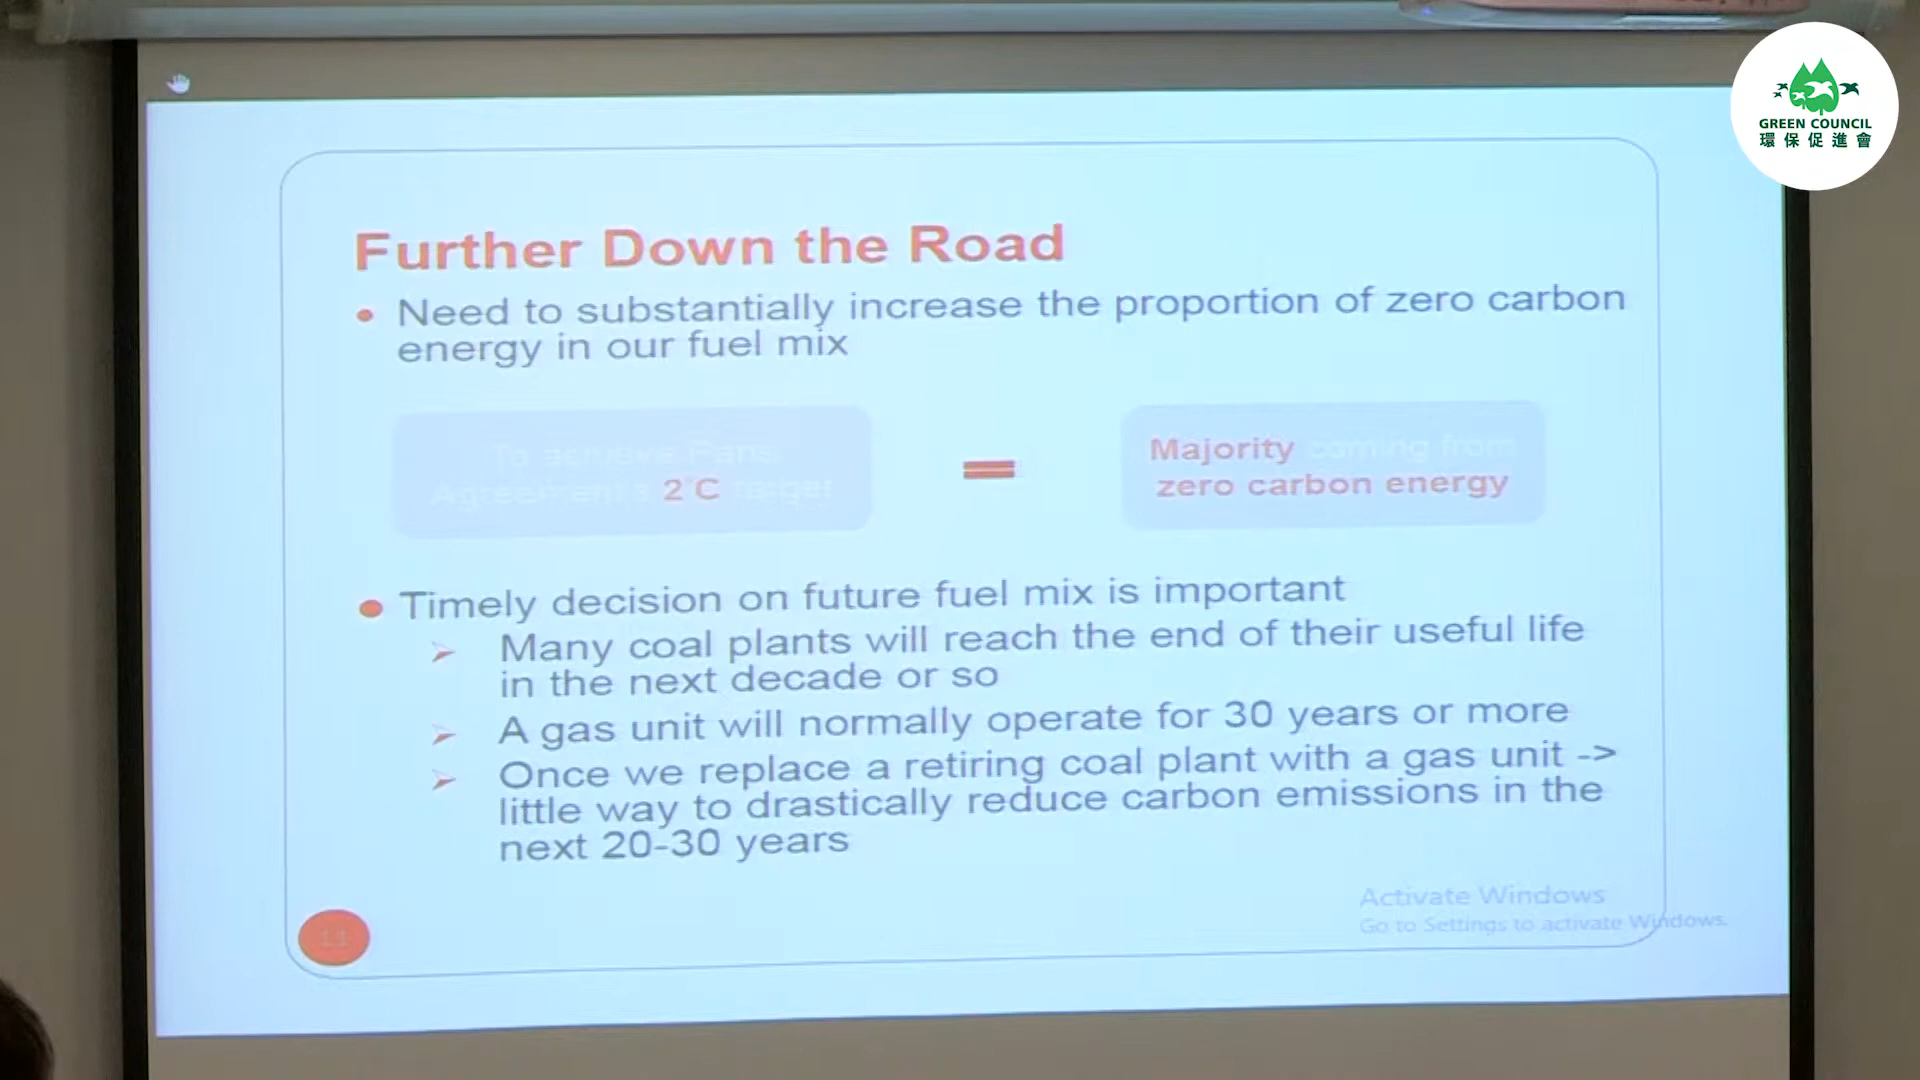 GREEN COUNCIL
環保促進會
Further Down the Road
• Need to substantially increase the proportion of zero carbon
energy in our fuel mix
To achieve Paris
Agreement's 2°C target
=
Majority coming from
zero carbon energy
• Timely decision on future fuel mix is important
➢ Many coal plants will reach the end of their useful life
in the next decade or so
➢ A gas unit will normally operate for 30 years or more
➢ Once we replace a retiring coal plant with a gas unit ->
little way to drastically reduce carbon emissions in the
next 20-30 years
11
Activate Windows
Go to Settings to activate Windows.